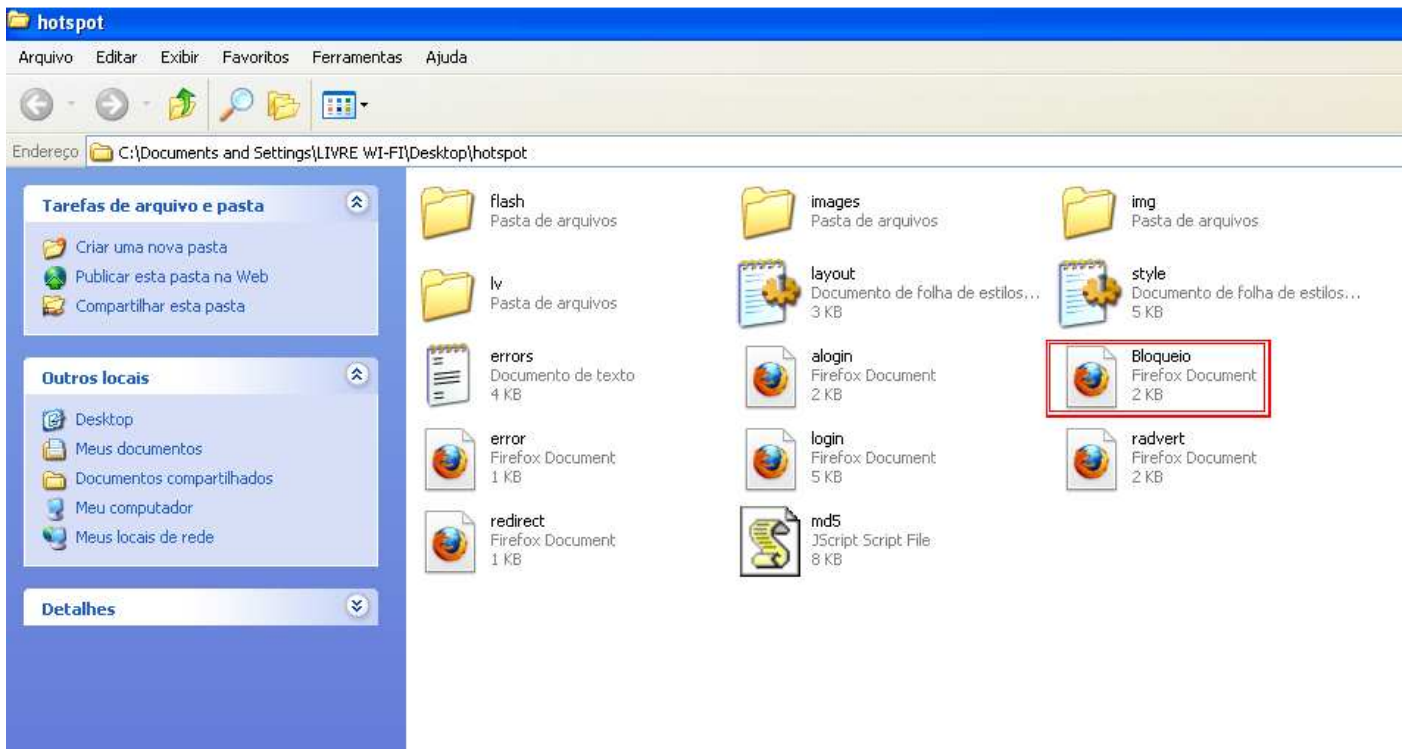 hotspot
Arquivo Editar Exibir Favoritos Ferramentas Ajuda
Endereço C:\Documents and Settings\LIVRE WI-FI\Desktop\hotspot
Tarefas de arquivo e pasta
Criar uma nova pasta
Publicar esta pasta na Web
Compartilhar esta pasta
Outros locais
Desktop
Meus documentos
Documentos compartilhados
Meu computador
Meus locais de rede
Detalhes
flash
Pasta de arquivos
images
Pasta de arquivos
img
Pasta de arquivos
lv
Pasta de arquivos
layout
Documento de folha de estilos...
3 KB
style
Documento de folha de estilos...
5 KB
errors
Documento de texto
4 KB
alogin
Firefox Document
2 KB
Bloqueio
Firefox Document
2 KB
error
Firefox Document
1 KB
login
Firefox Document
5 KB
radvert
Firefox Document
2 KB
redirect
Firefox Document
1 KB
md5
JScript Script File
8 KB